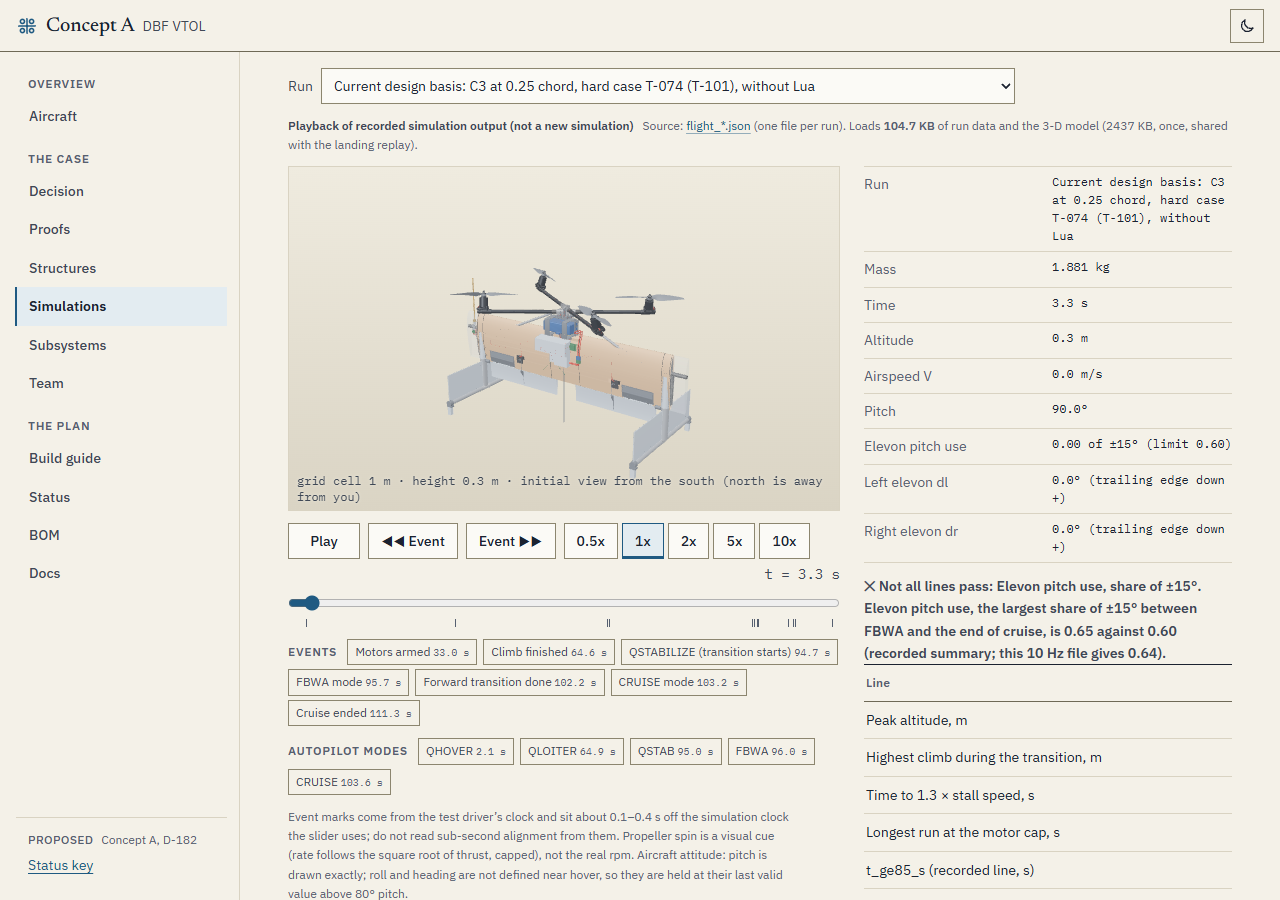 Concept A DBF VTOL
OVERVIEW
Aircraft
THE CASE
Decision
Proofs
Structures
Simulations
Subsystems
Team
THE PLAN
Build guide
Status
BOM
Docs
PROPOSED Concept A, D-182
Status key
Run Current design basis: C3 at 0.25 chord, hard case T-074 (T-101), without Lua
Playback of recorded simulation output (not a new simulation) Source: flight_*.json (one file per run). Loads 104.7 KB of run data and the 3-D model (2437 KB, once, shared
with the landing replay).
grid cell 1 m · height 0.3 m · initial view from the south (north is away
from you)
Play ◀◀ Event Event ▶▶ 0.5x 1x 2x 5x 10x
t = 3.3 s
EVENTS Motors armed 33.0 s Climb finished 64.6 s QSTABILIZE (transition starts) 94.7 s
FBWA mode 95.7 s Forward transition done 102.2 s CRUISE mode 103.2 s
Cruise ended 111.3 s
AUTOPILOT MODES QHOVER 2.1 s QLOITER 64.9 s QSTAB 95.0 s FBWA 96.0 s
CRUISE 103.6 s
Event marks come from the test driver's clock and sit about 0.1–0.4 s off the simulation clock
the slider uses; do not read sub-second alignment from them. Propeller spin is a visual cue
(rate follows the square root of thrust, capped), not the real rpm. Aircraft attitude: pitch is
drawn exactly; roll and heading are not defined near hover, so they are held at their last valid
value above 80° pitch.
Run Current design basis: C3
at 0.25 chord, hard case
T-074 (T-101), without
Lua
Mass 1.881 kg
Time 3.3 s
Altitude 0.3 m
Airspeed V 0.0 m/s
Pitch 90.0°
Elevon pitch use 0.00 of ±15° (limit 0.60)
Left elevon dl 0.0° (trailing edge down
+)
Right elevon dr 0.0° (trailing edge down
+)
✕ Not all lines pass: Elevon pitch use, share of ±15°.
Elevon pitch use, the largest share of ±15° between
FBWA and the end of cruise, is 0.65 against 0.60
(recorded summary; this 10 Hz file gives 0.64).
Line
Peak altitude, m
Highest climb during the transition, m
Time to 1.3 × stall speed, s
Longest run at the motor cap, s
t_ge85_s (recorded line, s)